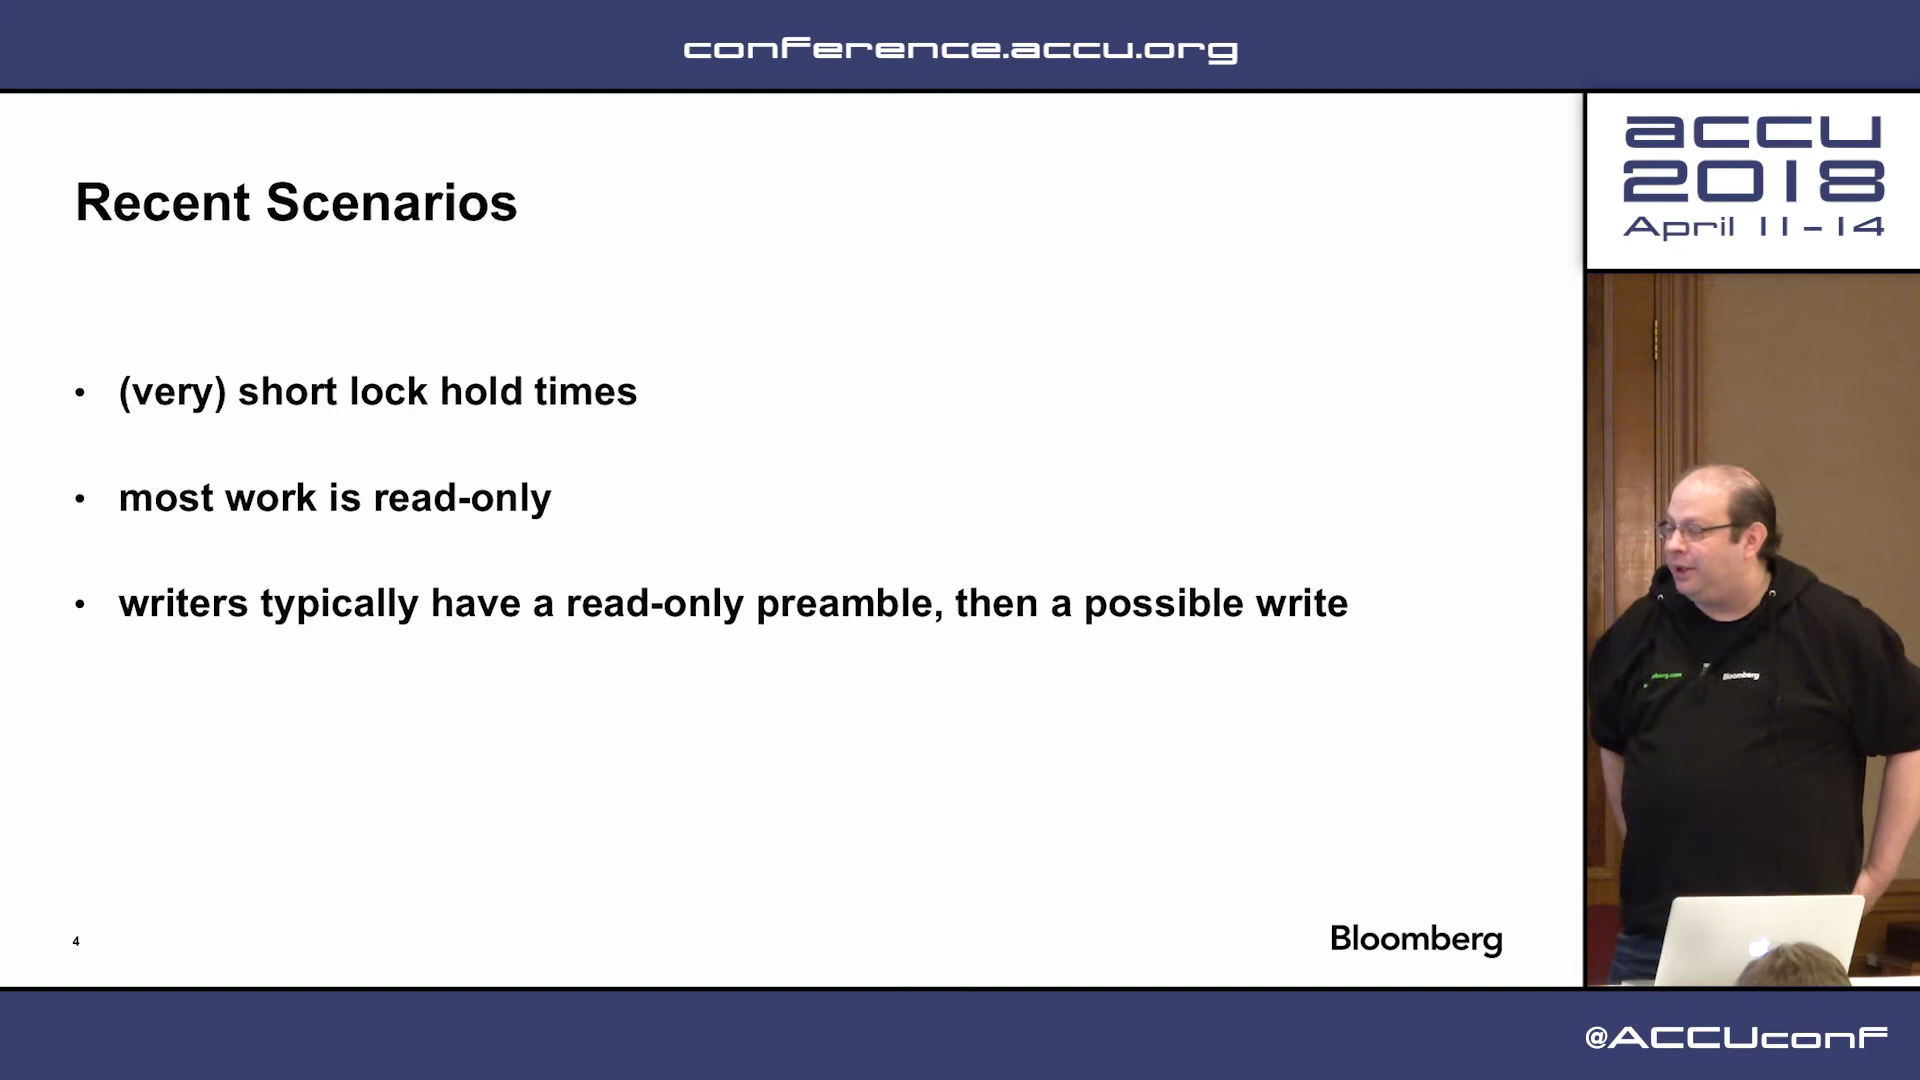 conference.accu.org
accu
2018
April 11-14
Recent Scenarios
• (very) short lock hold times
• most work is read-only
• writers typically have a read-only preamble, then a possible write
Bloomberg
4
Bloomberg
@ACCUconf